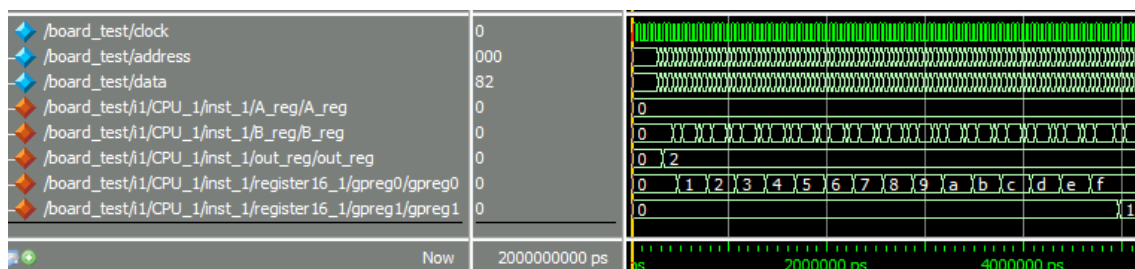 /board_test/clock 0
/board_test/address 000
/board_test/data 82
/board_test/i1/CPU_1/inst_1/A_reg/A_reg 0 0
/board_test/i1/CPU_1/inst_1/B_reg/B_reg 0 0
/board_test/i1/CPU_1/inst_1/out_reg/out_reg 0 0 2
/board_test/i1/CPU_1/inst_1/register16_1/gpreg0/gpreg0 0 0 1 2 3 4 5 6 7 8 9 a b c d e f
/board_test/i1/CPU_1/inst_1/register16_1/gpreg1/gpreg1 0 0 1
Now 2000000000 ps ps 2000000 ps 4000000 ps